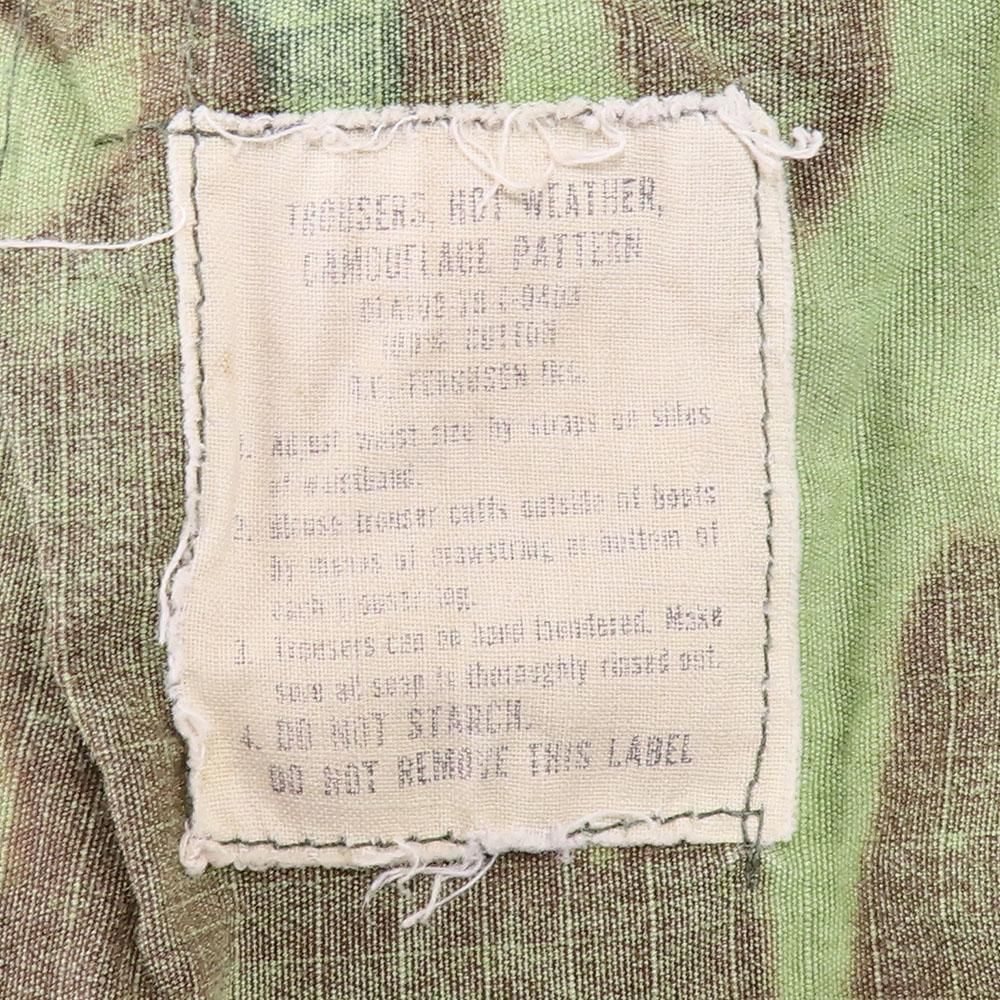 TROUSERS, HOT WEATHER,
CAMOUFLAGE PATTERN
100% COTTON
FERGUSON INC.
1. Adjust waist size by straps on sides
of waistband.
2. Blouse trouser cuffs outside of boots
by means of drawstring at bottom of
each trouser leg.
3. Trousers can be hand laundered. Make
sure all soap is thoroughly rinsed out.
4. DO NOT STARCH.
DO NOT REMOVE THIS LABEL